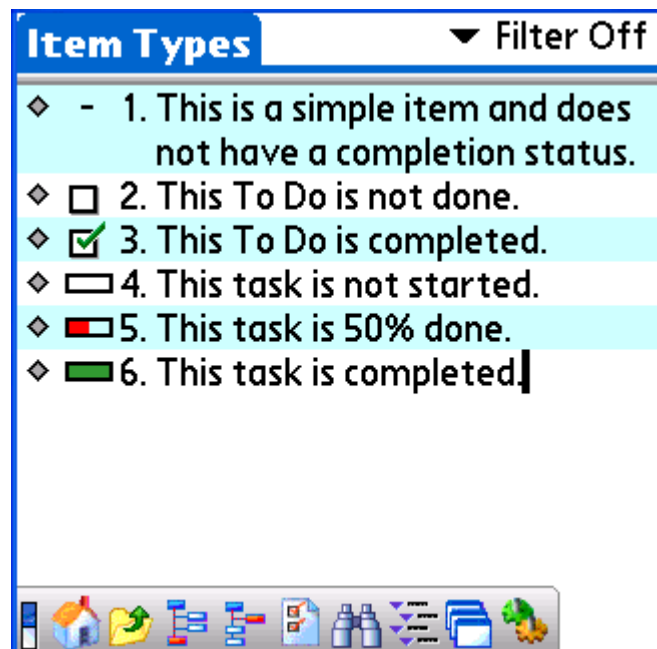 Item Types
Filter Off
- 1. This is a simple item and does
not have a completion status.
2. This To Do is not done.
3. This To Do is completed.
4. This task is not started.
5. This task is 50% done.
6. This task is completed.